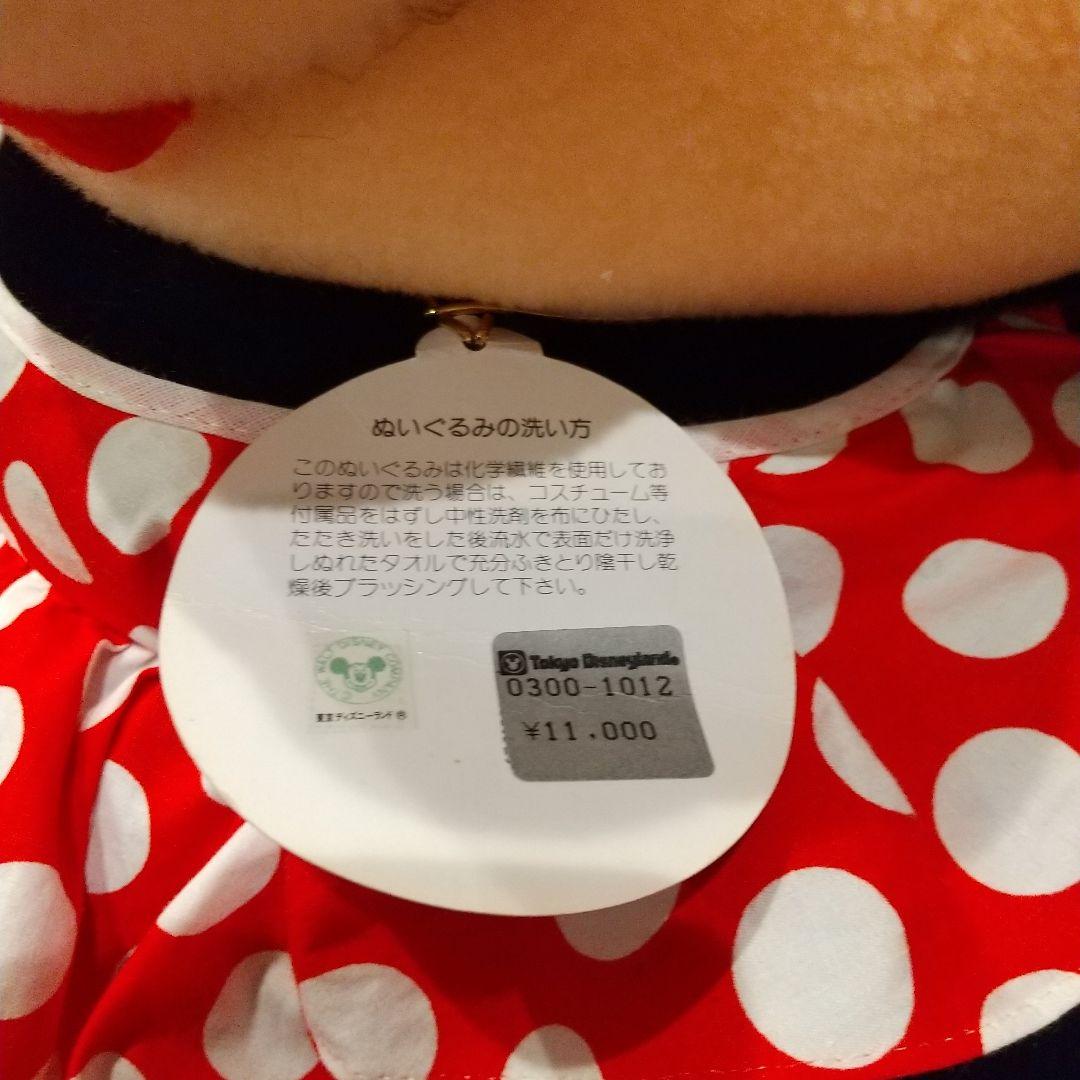 ぬいぐるみの洗い方
このぬいぐるみは化学繊維を使用してお
りますので洗う場合は、コスチューム等
付属品をはずし中性洗剤を布にひたし、
たたき洗いをした後流水で表面だけ洗浄
しぬれたタオルで充分ふきとり陰干し乾
燥後ブラッシングして下さい。
©THE WALT DISNEY COMPANY
東京ディズニーランド®
Tokyo Disneyland®
0300-1012
¥11,000